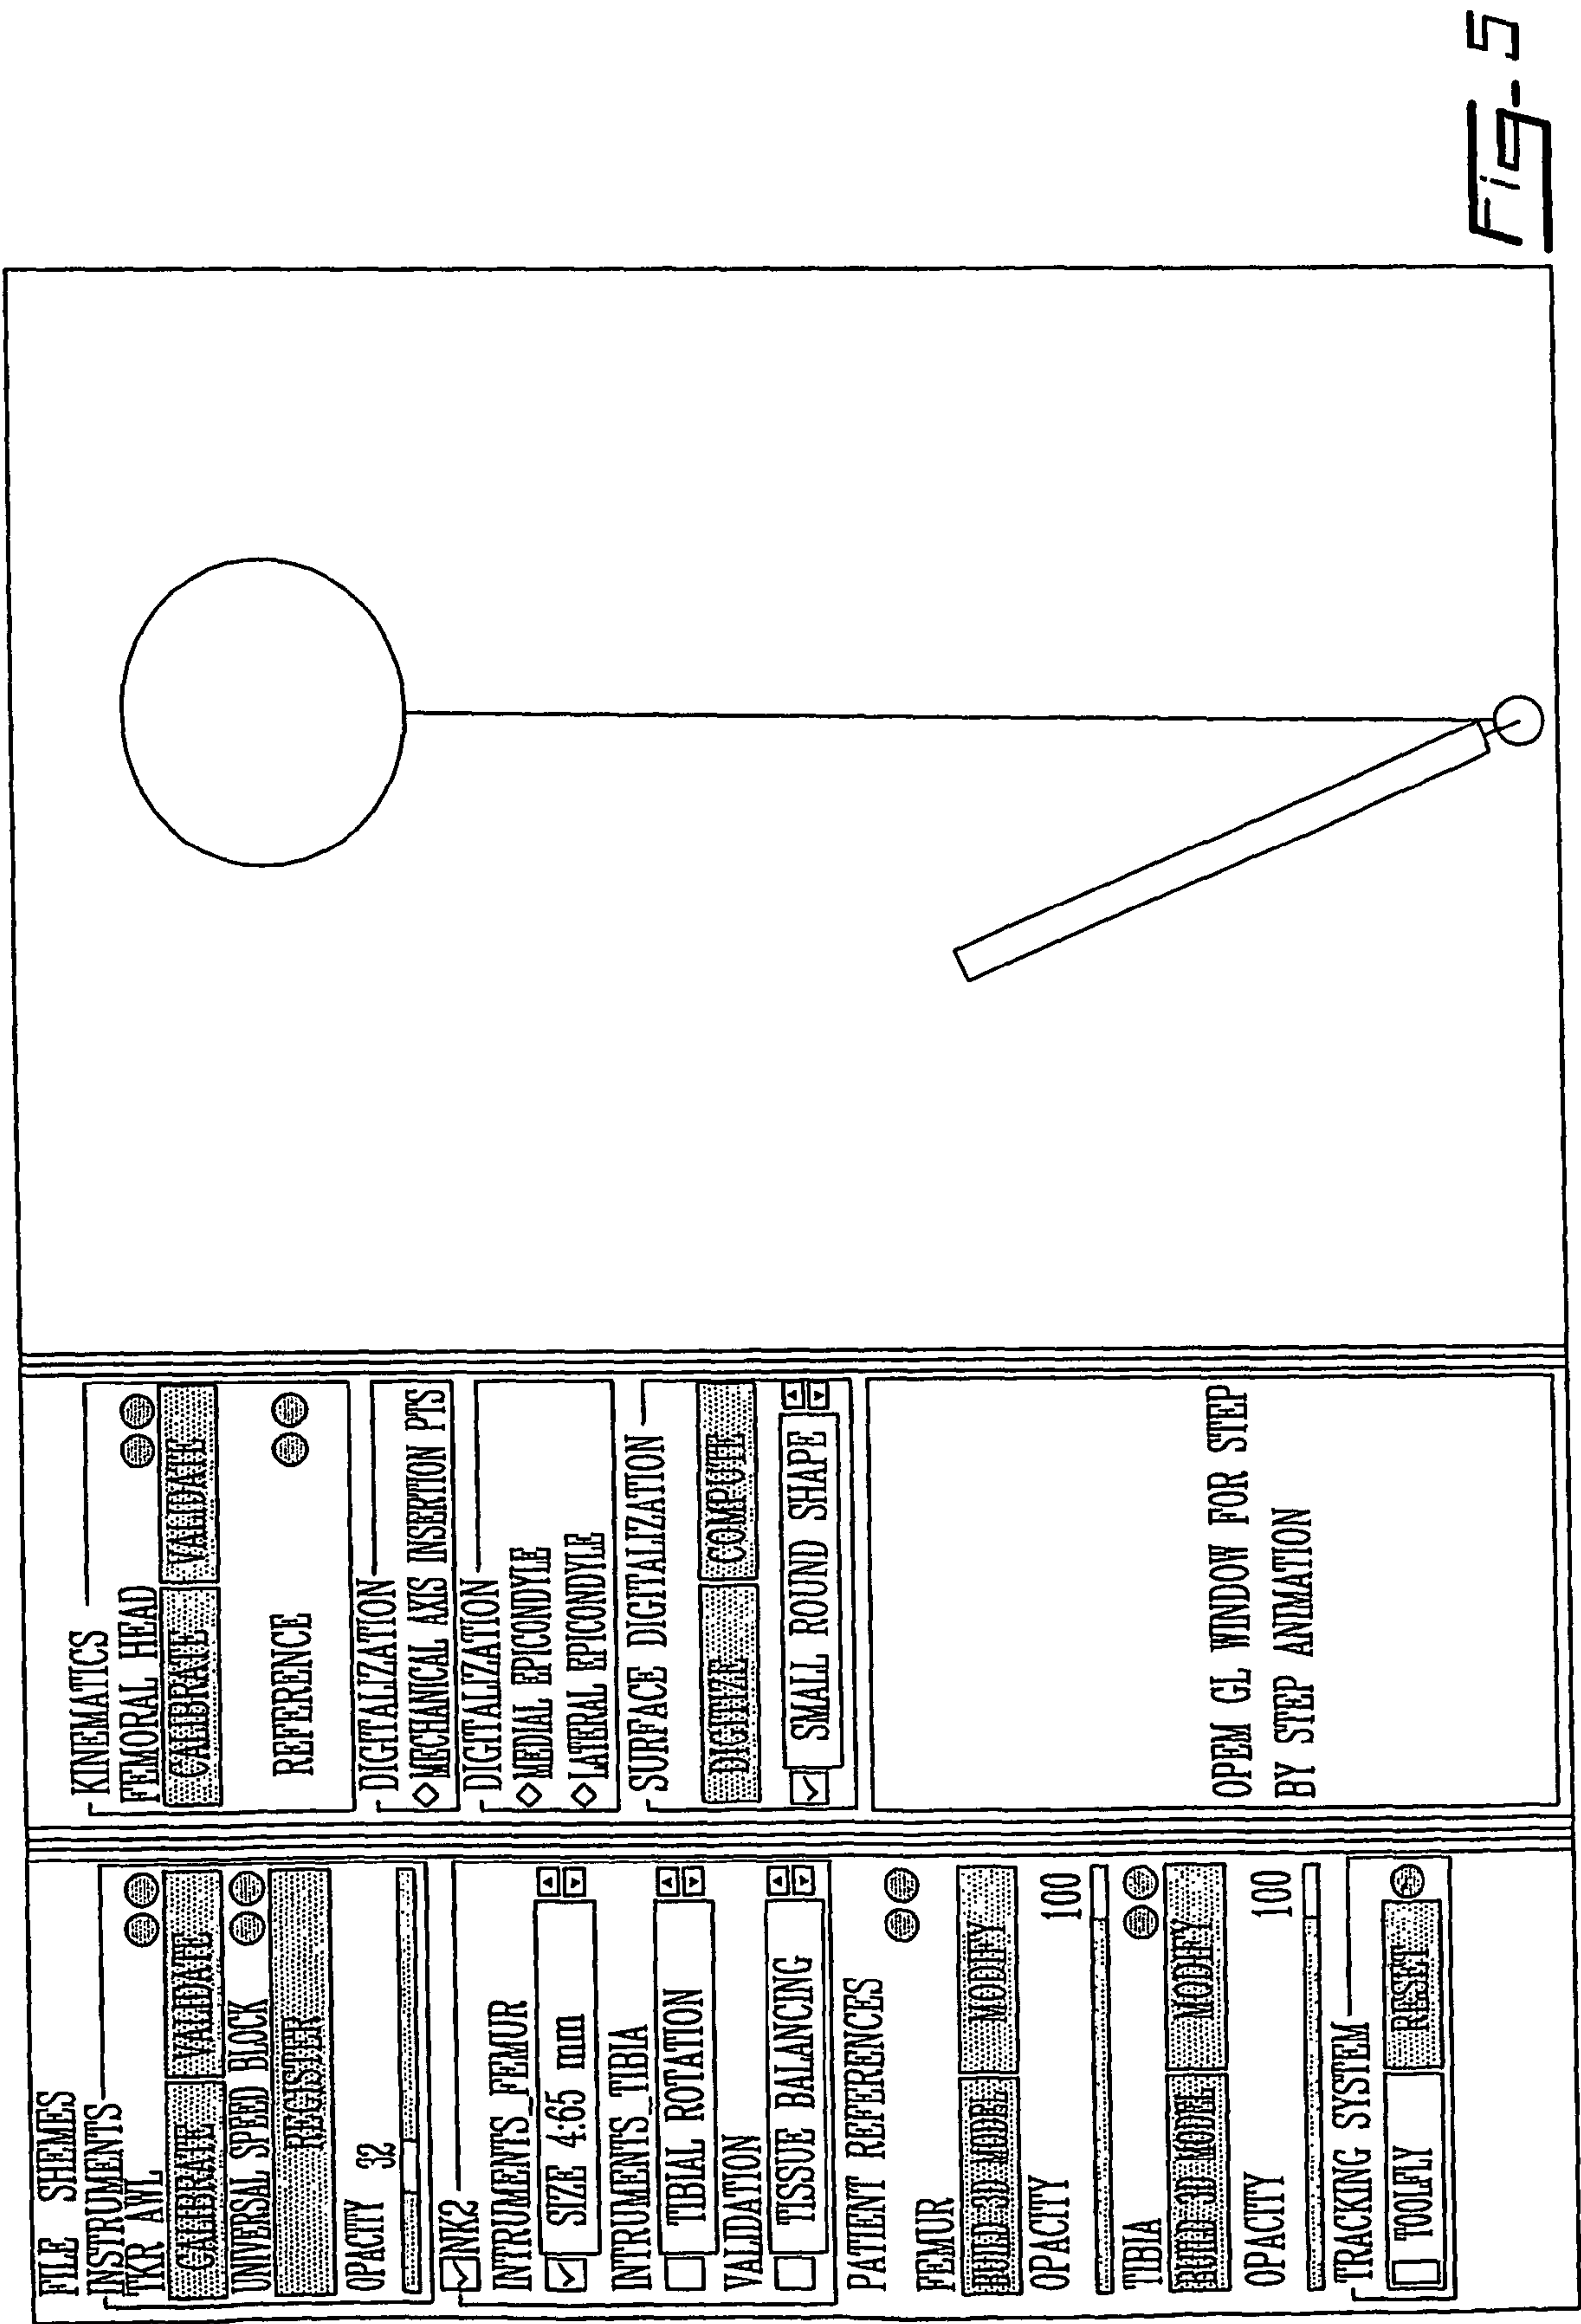 FILE SHEMES
INSTRUMENTS
TKR AWL
CALIBRATE VALIDATE
UNIVERSAL SPEED BLOCK
REGISTER
OPACITY 32
NK2
INTRUMENTS_FEMUR
SIZE 4:65 mm
INTRUMENTS_TIBIA
TIBIAL ROTATION
VALIDATION
TISSUE BALANCING
PATIENT REFERENCES
FEMUR
BUILD 3D MODEL MODIFY
OPACITY 100
TIBIA
BUILD 3D MODEL MODIFY
OPACITY 100
TRACKING SYSTEM
TOOLFLY RESET
KINEMATICS
FEMORAL HEAD
CALIBRATE VALIDATE
REFERENCE
DIGITALIZATION
MECHANICAL AXIS INSERTION PTS
DIGITALIZATION
MEDIAL EPICONDYLE
LATERAL EPICONDYLE
SURFACE DIGITALIZATION
DIGITIZE COMPUTE
SMALL ROUND SHAPE
OPEM GL WINDOW FOR STEP
BY STEP ANIMATION
Fig-5